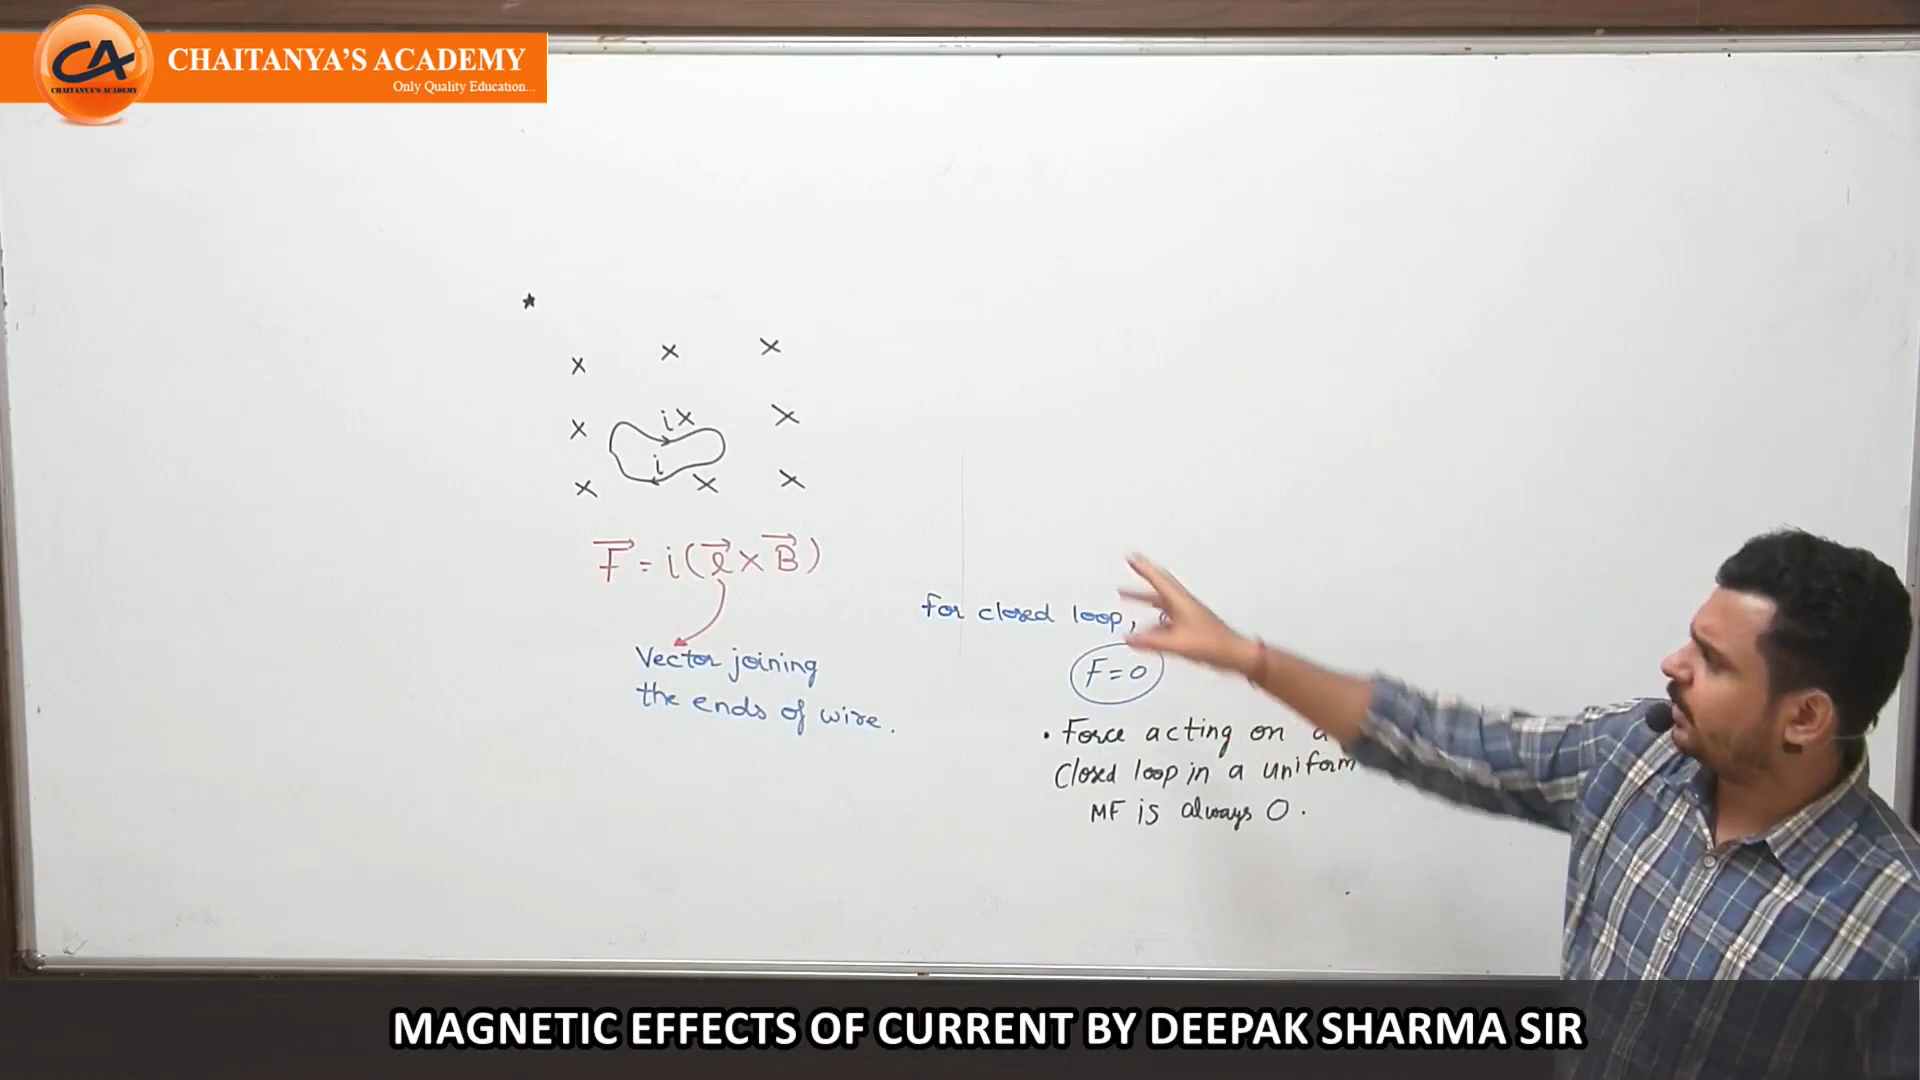 CA
CHAITANYA'S ACADEMY
CHAITANYA'S ACADEMY
Only Quality Education...
★
x x x
x i x x
i
x x x
F⃗ = i(l⃗ × B⃗)
Vector joining
the ends of wire.
for closed loop,
F = 0
• Force acting on a
Closed loop in a uniform
MF is always 0.
MAGNETIC EFFECTS OF CURRENT BY DEEPAK SHARMA SIR